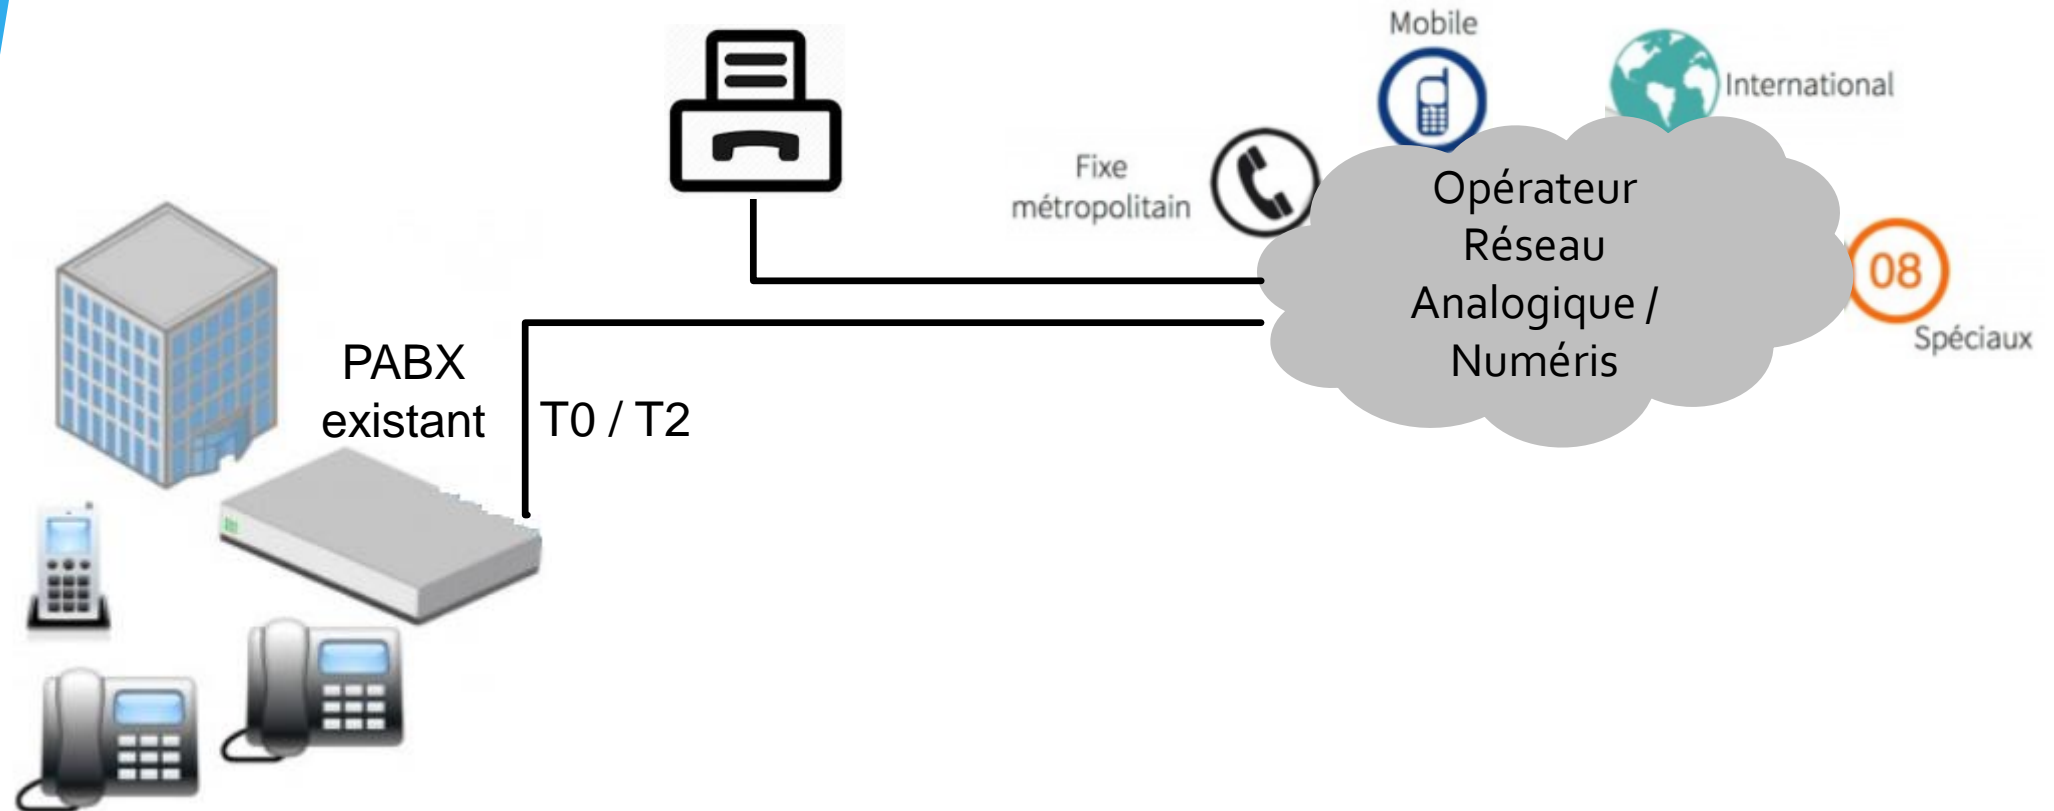 Mobile
International
Fixe
métropolitain
Opérateur
Réseau
Analogique /
Numéris
08
Spéciaux
PABX
existant
T0 / T2